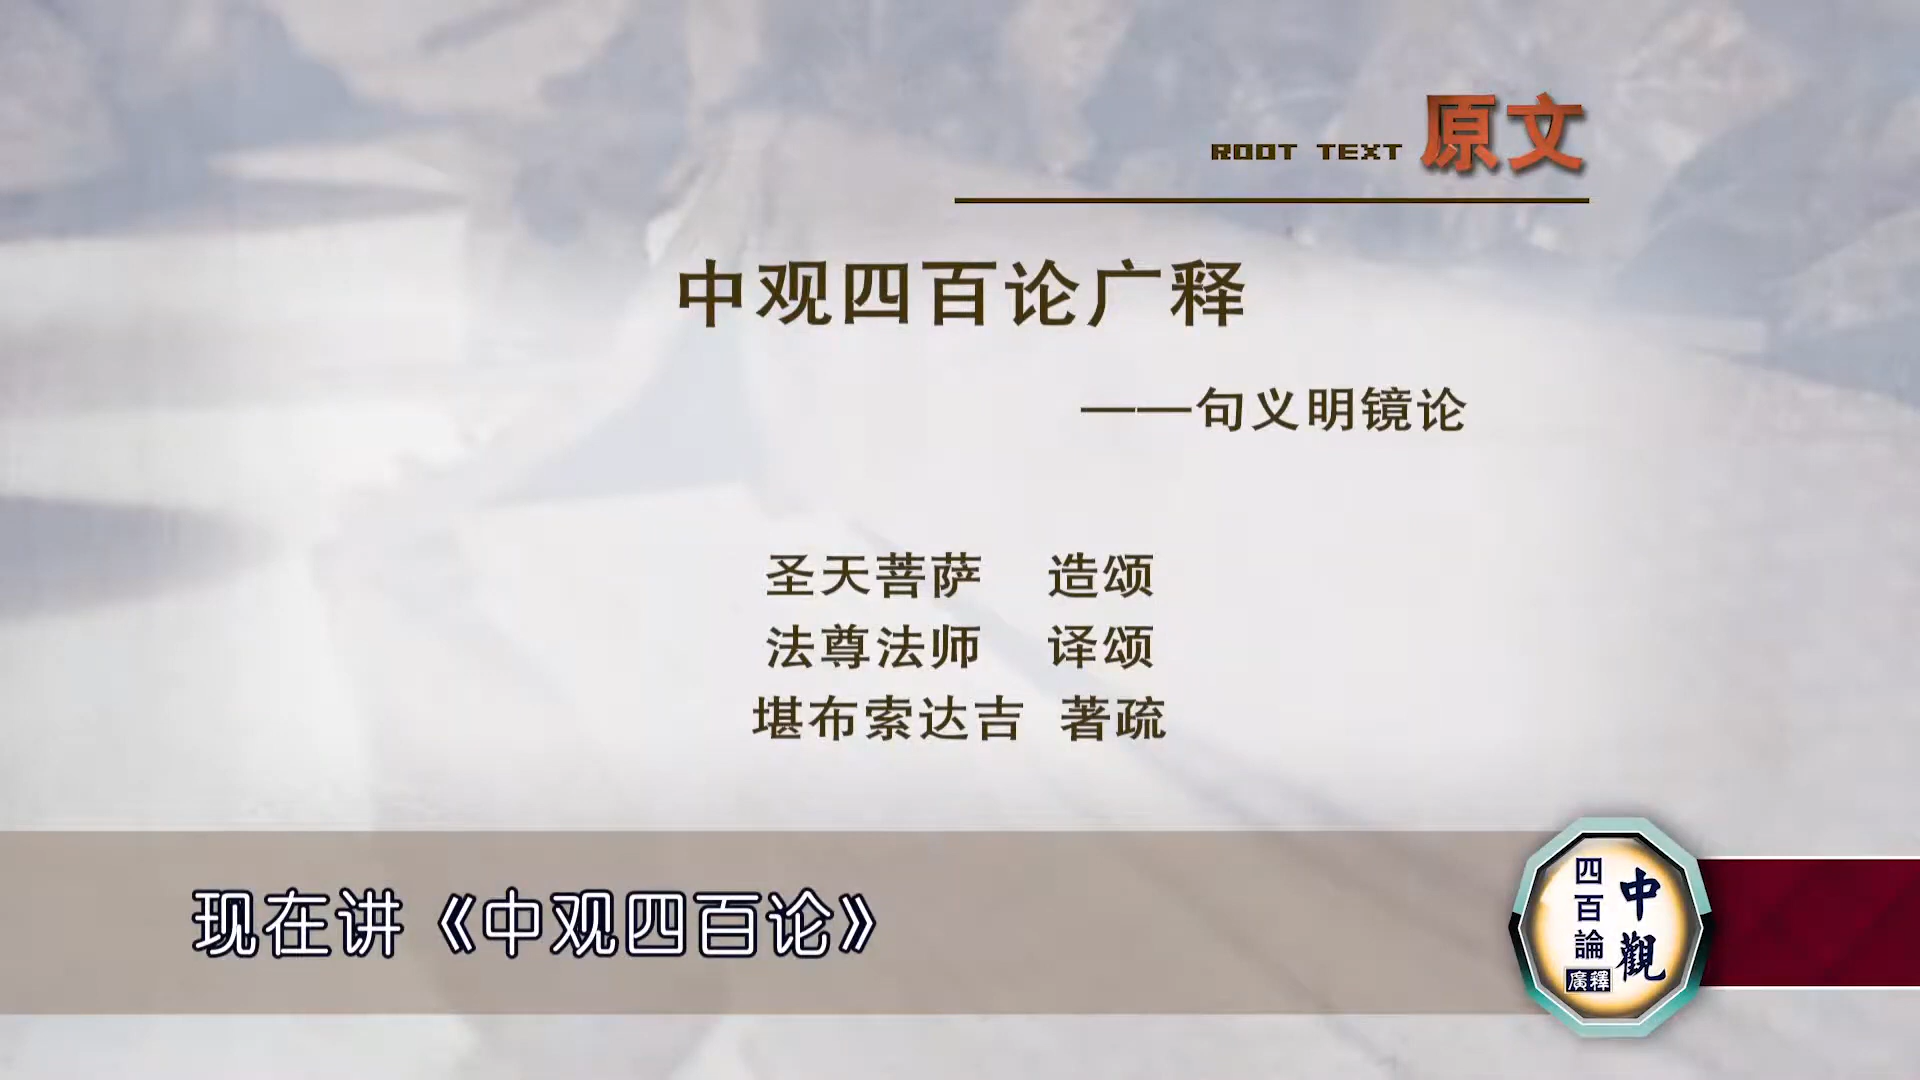 ROOT TEXT 原文
中观四百论广释
——句义明镜论
圣天菩萨 造颂
法尊法师 译颂
堪布索达吉 著疏
现在讲《中观四百论》
中觀
四百論
廣釋